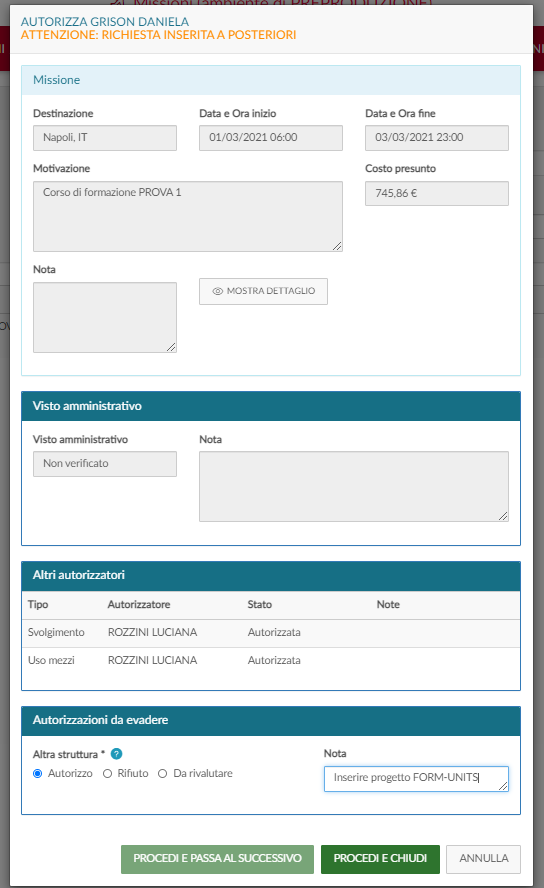 Missioni (ambiente di PREPRODUZIONE)
AUTORIZZA GRISON DANIELA
ATTENZIONE: RICHIESTA INSERITA A POSTERIORI
Missione
Destinazione Data e Ora inizio Data e Ora fine
Napoli, IT 01/03/2021 06:00 03/03/2021 23:00
Motivazione Costo presunto
Corso di formazione PROVA 1 745,86 €
Nota
MOSTRA DETTAGLIO
Visto amministrativo
Visto amministrativo Nota
Non verificato
Altri autorizzatori
Tipo Autorizzatore Stato Note
Svolgimento ROZZINI LUCIANA Autorizzata
Uso mezzi ROZZINI LUCIANA Autorizzata
Autorizzazioni da evadere
Altra struttura * ? Nota
Autorizzo Rifiuto Da rivalutare Inserire progetto FORM-UNITS
PROCEDI E PASSA AL SUCCESSIVO PROCEDI E CHIUDI ANNULLA